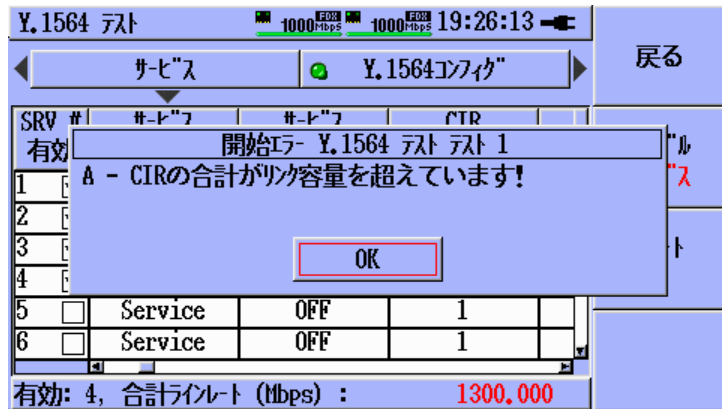 Y.1564 ﾃｽﾄ 1000 FDX Mbps 1000 FDX Mbps 19:26:13
戻る
ｻｰﾋﾞｽ Y.1564ｺﾝﾌｨｸﾞ
SRV # ｻｰﾋﾞｽ ｻｰﾋﾞｽ CIR
有効
開始ｴﾗｰ Y.1564 ﾃｽﾄ ﾃｽﾄ 1
A - CIRの合計がﾘﾝｸ容量を超えています!
OK
1
2
3
4
5 Service OFF 1
6 Service OFF 1
有効: 4, 合計ﾗｲﾝﾚｰﾄ (Mbps) : 1300.000